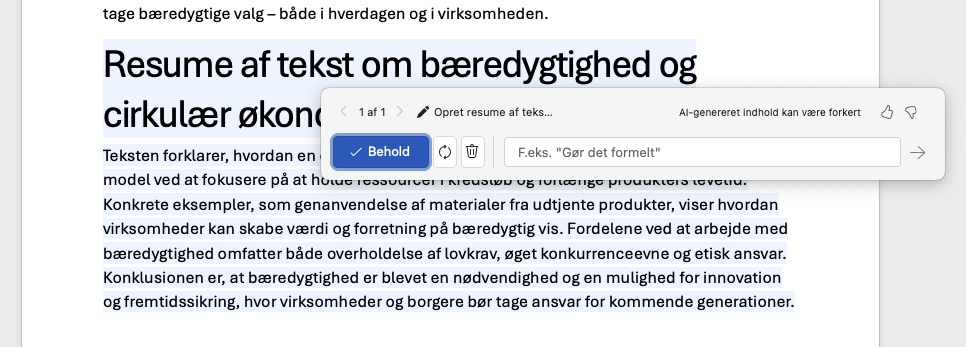 tage bæredygtige valg – både i hverdagen og i virksomheden.
Resume af tekst om bæredygtighed og
cirkulær
1 af 1
Opret resume af teks...
AI-genereret indhold kan være forkert
Behold
F.eks. "Gør det formelt"
Teksten forklarer, hvordan en
model ved at fokusere på at holde ressourcer i kredsløb og forlænge produkters levetid.
Konkrete eksempler, som genanvendelse af materialer fra udtjente produkter, viser hvordan
virksomheder kan skabe værdi og forretning på bæredygtig vis. Fordelene ved at arbejde med
bæredygtighed omfatter både overholdelse af lovkrav, øget konkurrenceevne og etisk ansvar.
Konklusionen er, at bæredygtighed er blevet en nødvendighed og en mulighed for innovation
og fremtidssikring, hvor virksomheder og borgere bør tage ansvar for kommende generationer.